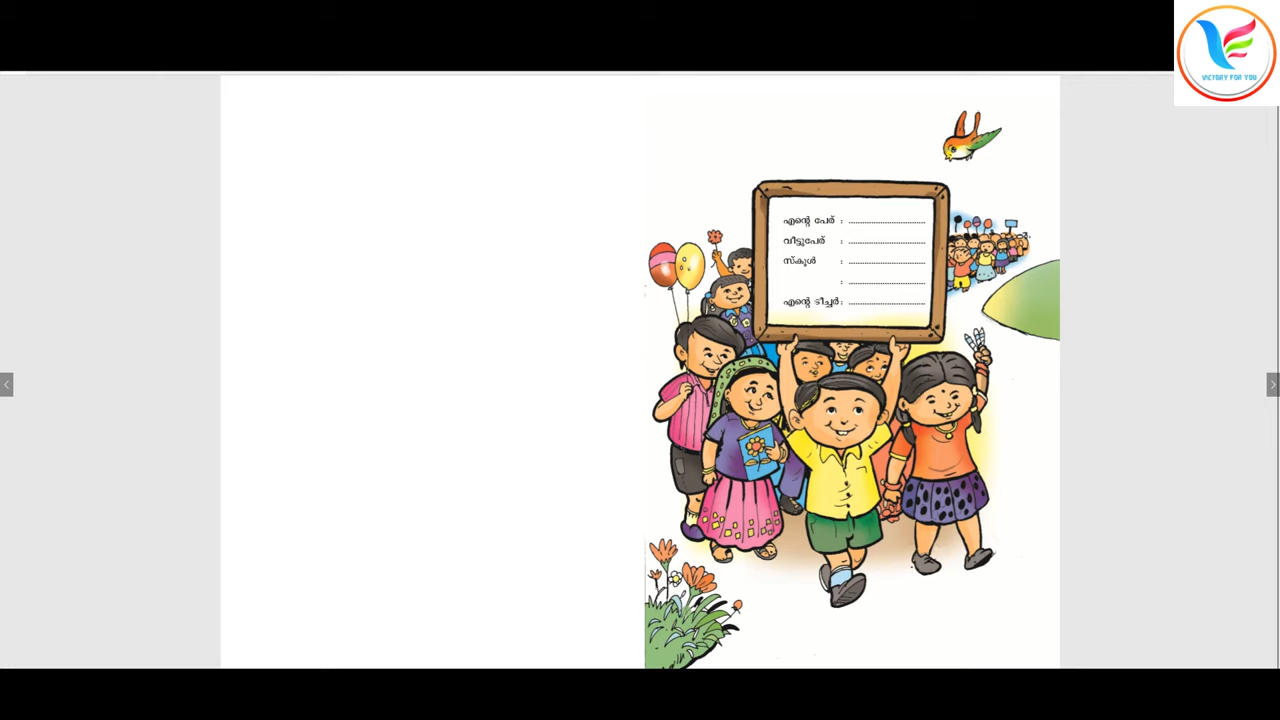 VICTORY FOR YOU
എന്റെ പേര് : ................................
വീട്ടുപേര് : ................................
സ്കൂൾ : ................................
: ................................
എന്റെ ടീച്ചർ : ................................